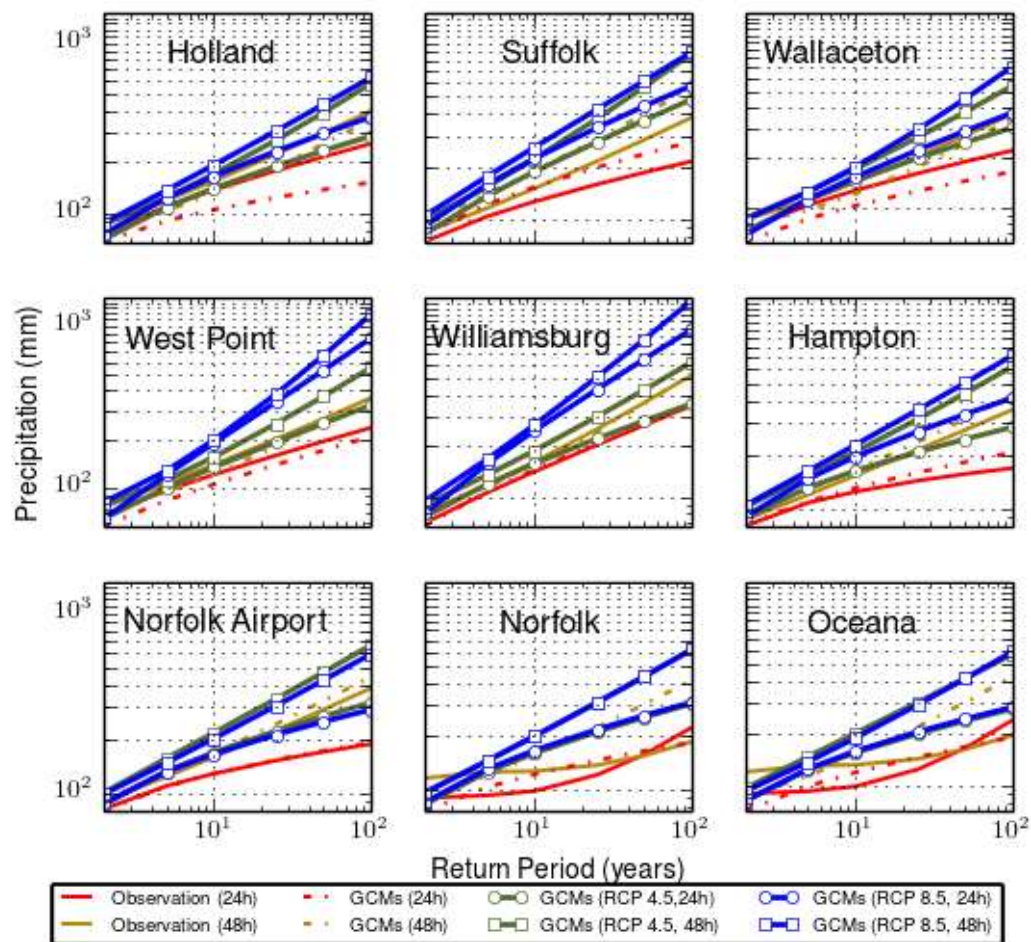 10³
10²
Holland
Suffolk
Wallaceton
Precipitation (mm)
10³
10²
West Point
Williamsburg
Hampton
10³
10²
Norfolk Airport
Norfolk
Oceana
10¹ 10² 10¹ 10² 10¹ 10²
Return Period (years)
Observation (24h) GCMs (24h) GCMs (RCP 4.5,24h) GCMs (RCP 8.5, 24h)
Observation (48h) GCMs (48h) GCMs (RCP 4.5, 48h) GCMs (RCP 8.5, 48h)